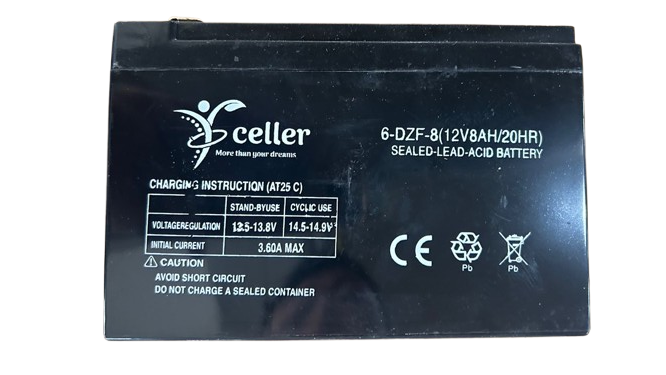 celler
More than your dreams
6-DZF-8(12V8AH/20HR)
SEALED-LEAD-ACID BATTERY
CHARGING INSTRUCTION (AT25 C)
STAND-BYUSE CYCLIC USE
VOLTAGEREGULATION 13.5-13.8V 14.5-14.9V
INITIAL CURRENT 3.60A MAX
CAUTION
AVOID SHORT CIRCUIT
DO NOT CHARGE A SEALED CONTAINER
CE
Pb Pb